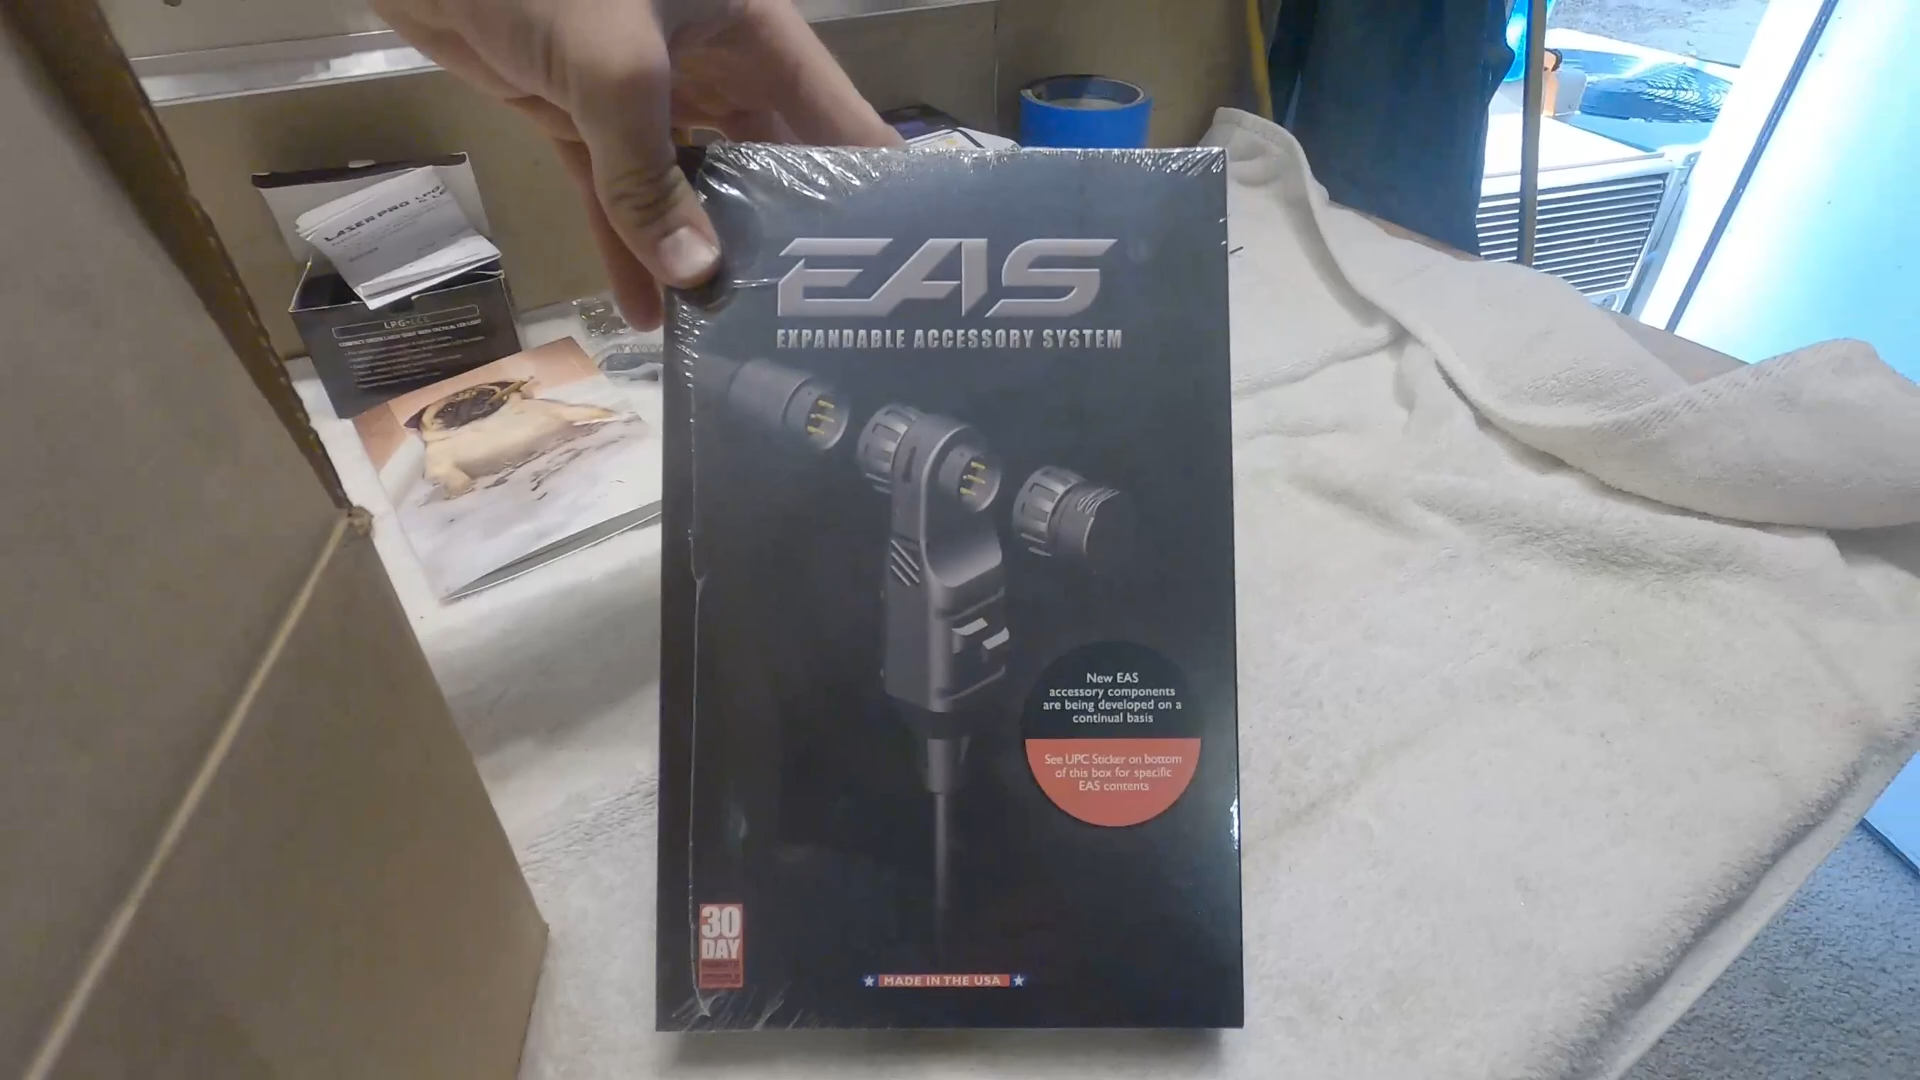 EAS
EXPANDABLE ACCESSORY SYSTEM
New EAS
accessory components
are being developed on a
continual basis
See UPC Sticker on bottom
of this box for specific
EAS contents
30
DAY
MADE IN THE USA
LASERPRO LPG